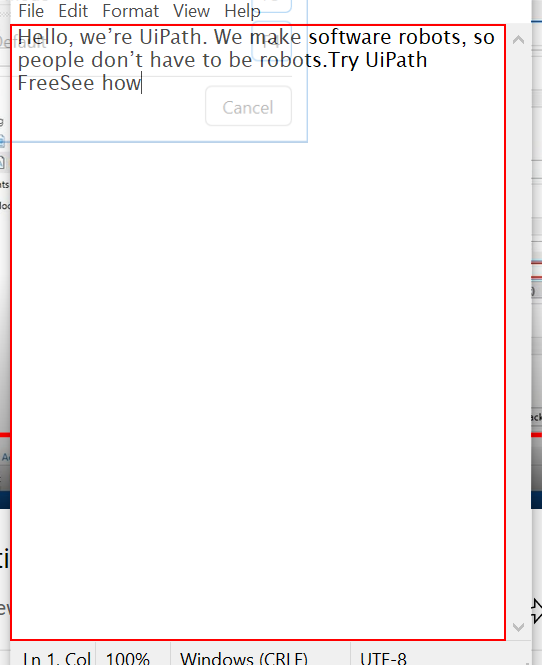 File Edit Format View Help
Default
Hello, we’re UiPath. We make software robots, so
people don’t have to be robots.Try UiPath
FreeSee how
Cancel
Ln 1, Col
100%
Windows (CRLF)
UTF-8